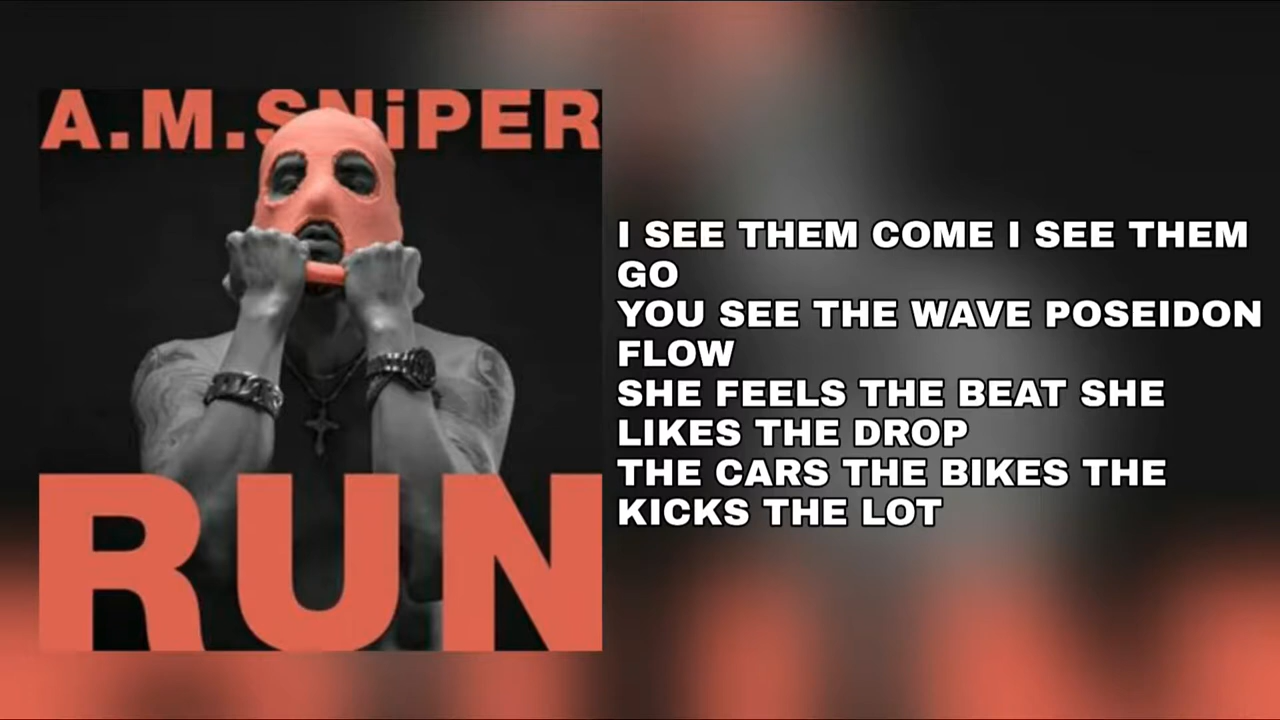 A.M.SNiPER
RUN
I SEE THEM COME I SEE THEM
GO
YOU SEE THE WAVE POSEIDON
FLOW
SHE FEELS THE BEAT SHE
LIKES THE DROP
THE CARS THE BIKES THE
KICKS THE LOT